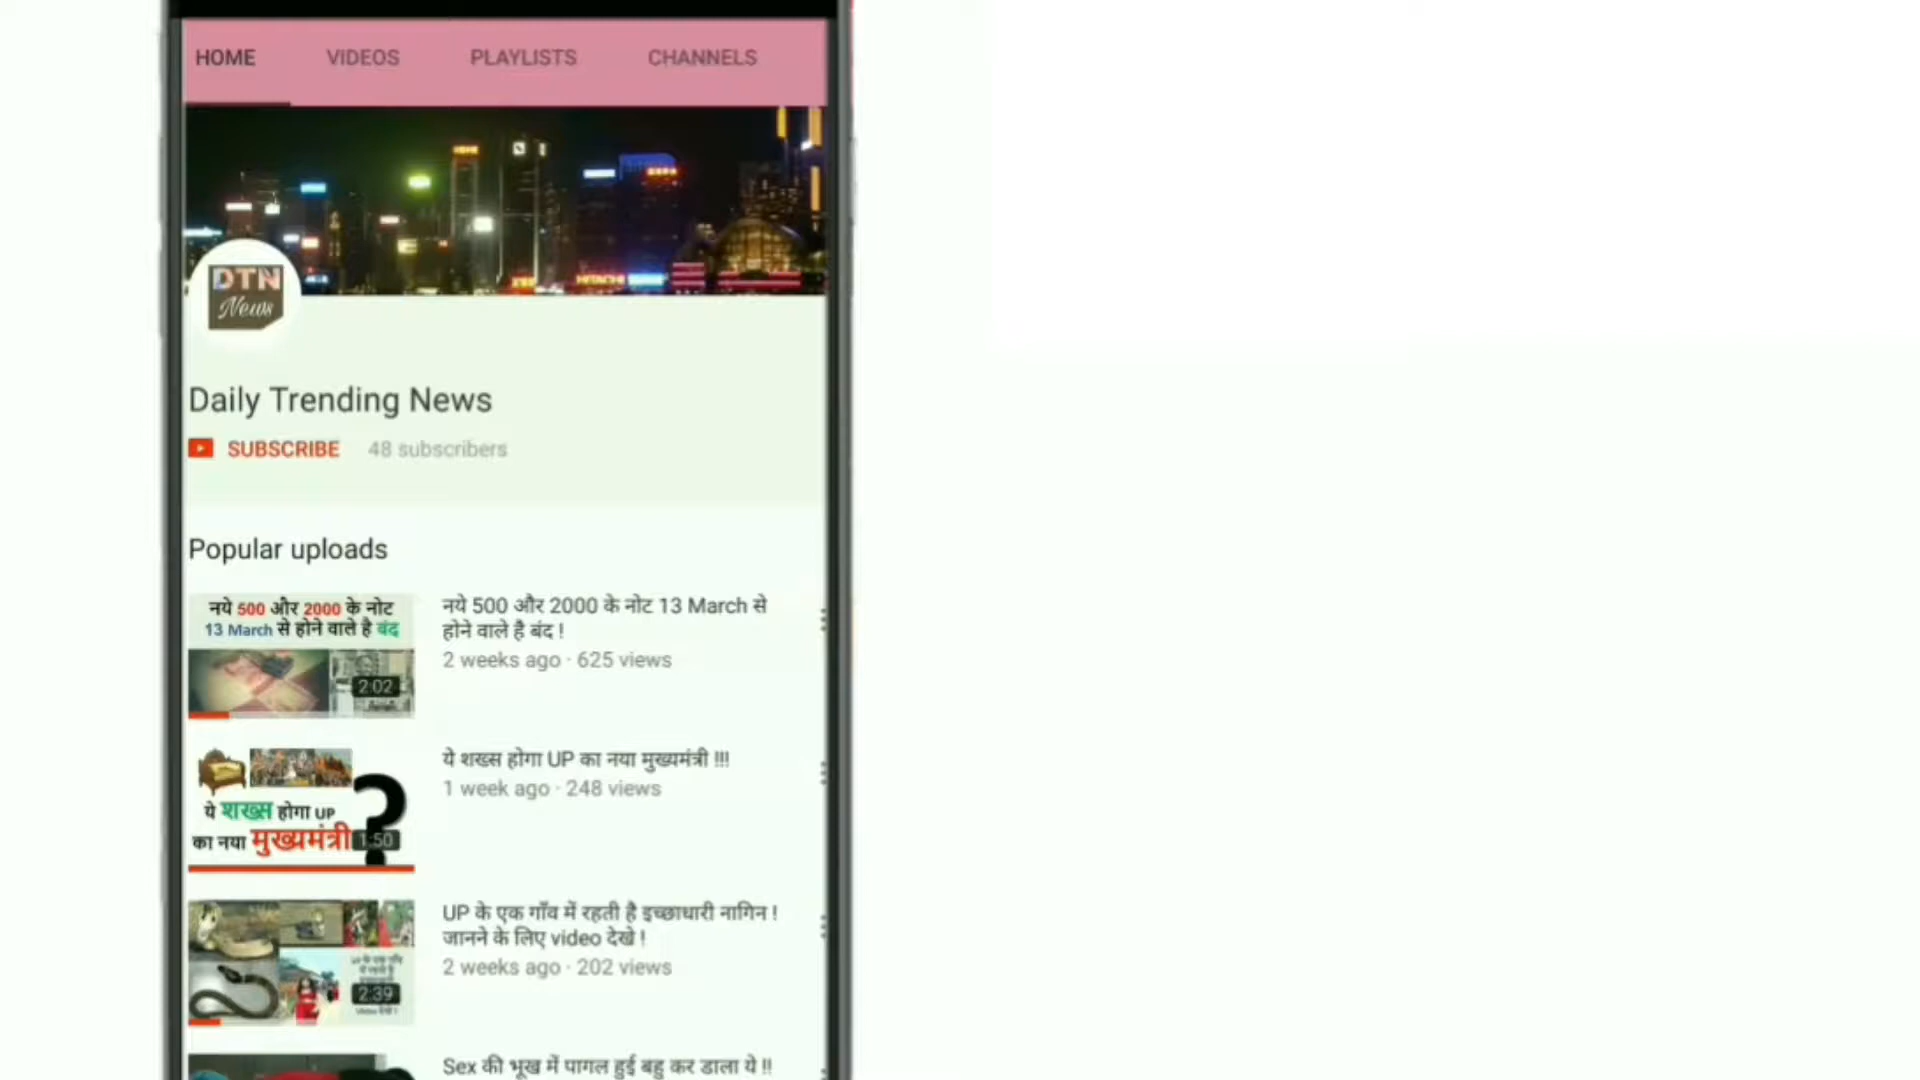 HOME VIDEOS PLAYLISTS CHANNELS
HITACHI
DTN
News
Daily Trending News
SUBSCRIBE 48 subscribers
Popular uploads
नये 500 और 2000 के नोट
13 March से होने वाले है बंद
2:02
नये 500 और 2000 के नोट 13 March से
होने वाले है बंद !
2 weeks ago · 625 views
ये शख्स होगा UP
का नया मुख्यमंत्री
?
1:50
ये शख्स होगा UP का नया मुख्यमंत्री !!!
1 week ago · 248 views
2:39
UP के एक गाँव में रहती है इच्छाधारी नागिन !
जानने के लिए video देखे !
2 weeks ago · 202 views
Sex की भूख में पागल हुई बहु कर डाला ये !!